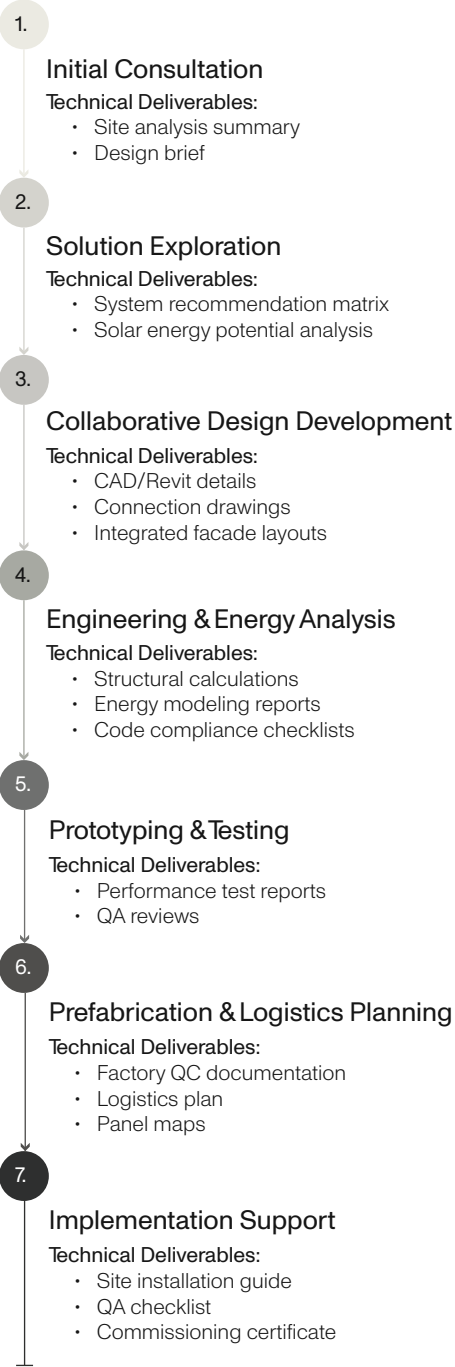 1.
Initial Consultation
Technical Deliverables:
• Site analysis summary
• Design brief
2.
Solution Exploration
Technical Deliverables:
• System recommendation matrix
• Solar energy potential analysis
3.
Collaborative Design Development
Technical Deliverables:
• CAD/Revit details
• Connection drawings
• Integrated facade layouts
4.
Engineering & Energy Analysis
Technical Deliverables:
• Structural calculations
• Energy modeling reports
• Code compliance checklists
5.
Prototyping & Testing
Technical Deliverables:
• Performance test reports
• QA reviews
6.
Prefabrication & Logistics Planning
Technical Deliverables:
• Factory QC documentation
• Logistics plan
• Panel maps
7.
Implementation Support
Technical Deliverables:
• Site installation guide
• QA checklist
• Commissioning certificate